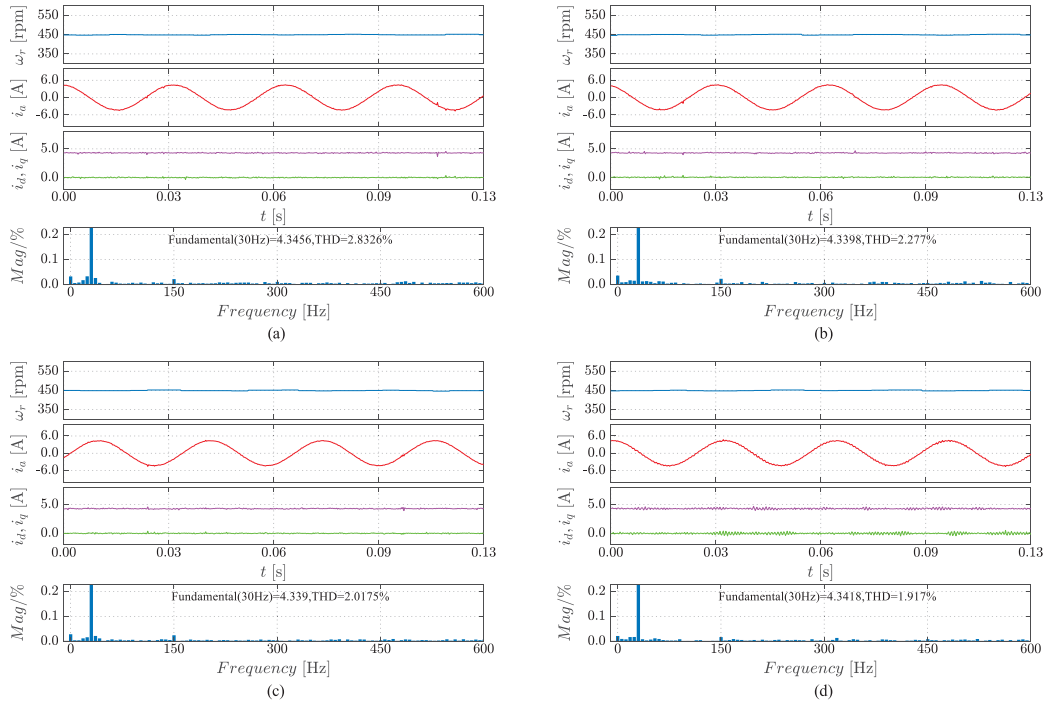 550
450
350
ω_r [rpm]
6.0
0.0
-6.0
i_a [A]
5.0
0.0
i_d, i_q [A]
0.00 0.03 0.06 0.09 0.13
t [s]
0.2
0.1
0.0
Mag/%
Fundamental(30Hz)=4.3456,THD=2.8326%
0 150 300 450 600
Frequency [Hz]
(a)
550
450
350
ω_r [rpm]
6.0
0.0
-6.0
i_a [A]
5.0
0.0
i_d, i_q [A]
0.00 0.03 0.06 0.09 0.13
t [s]
0.2
0.1
0.0
Mag/%
Fundamental(30Hz)=4.3398,THD=2.277%
0 150 300 450 600
Frequency [Hz]
(b)
550
450
350
ω_r [rpm]
6.0
0.0
-6.0
i_a [A]
5.0
0.0
i_d, i_q [A]
0.00 0.03 0.06 0.09 0.13
t [s]
0.2
0.1
0.0
Mag/%
Fundamental(30Hz)=4.339,THD=2.0175%
0 150 300 450 600
Frequency [Hz]
(c)
550
450
350
ω_r [rpm]
6.0
0.0
-6.0
i_a [A]
5.0
0.0
i_d, i_q [A]
0.00 0.03 0.06 0.09 0.13
t [s]
0.2
0.1
0.0
Mag/%
Fundamental(30Hz)=4.3418,THD=1.917%
0 150 300 450 600
Frequency [Hz]
(d)